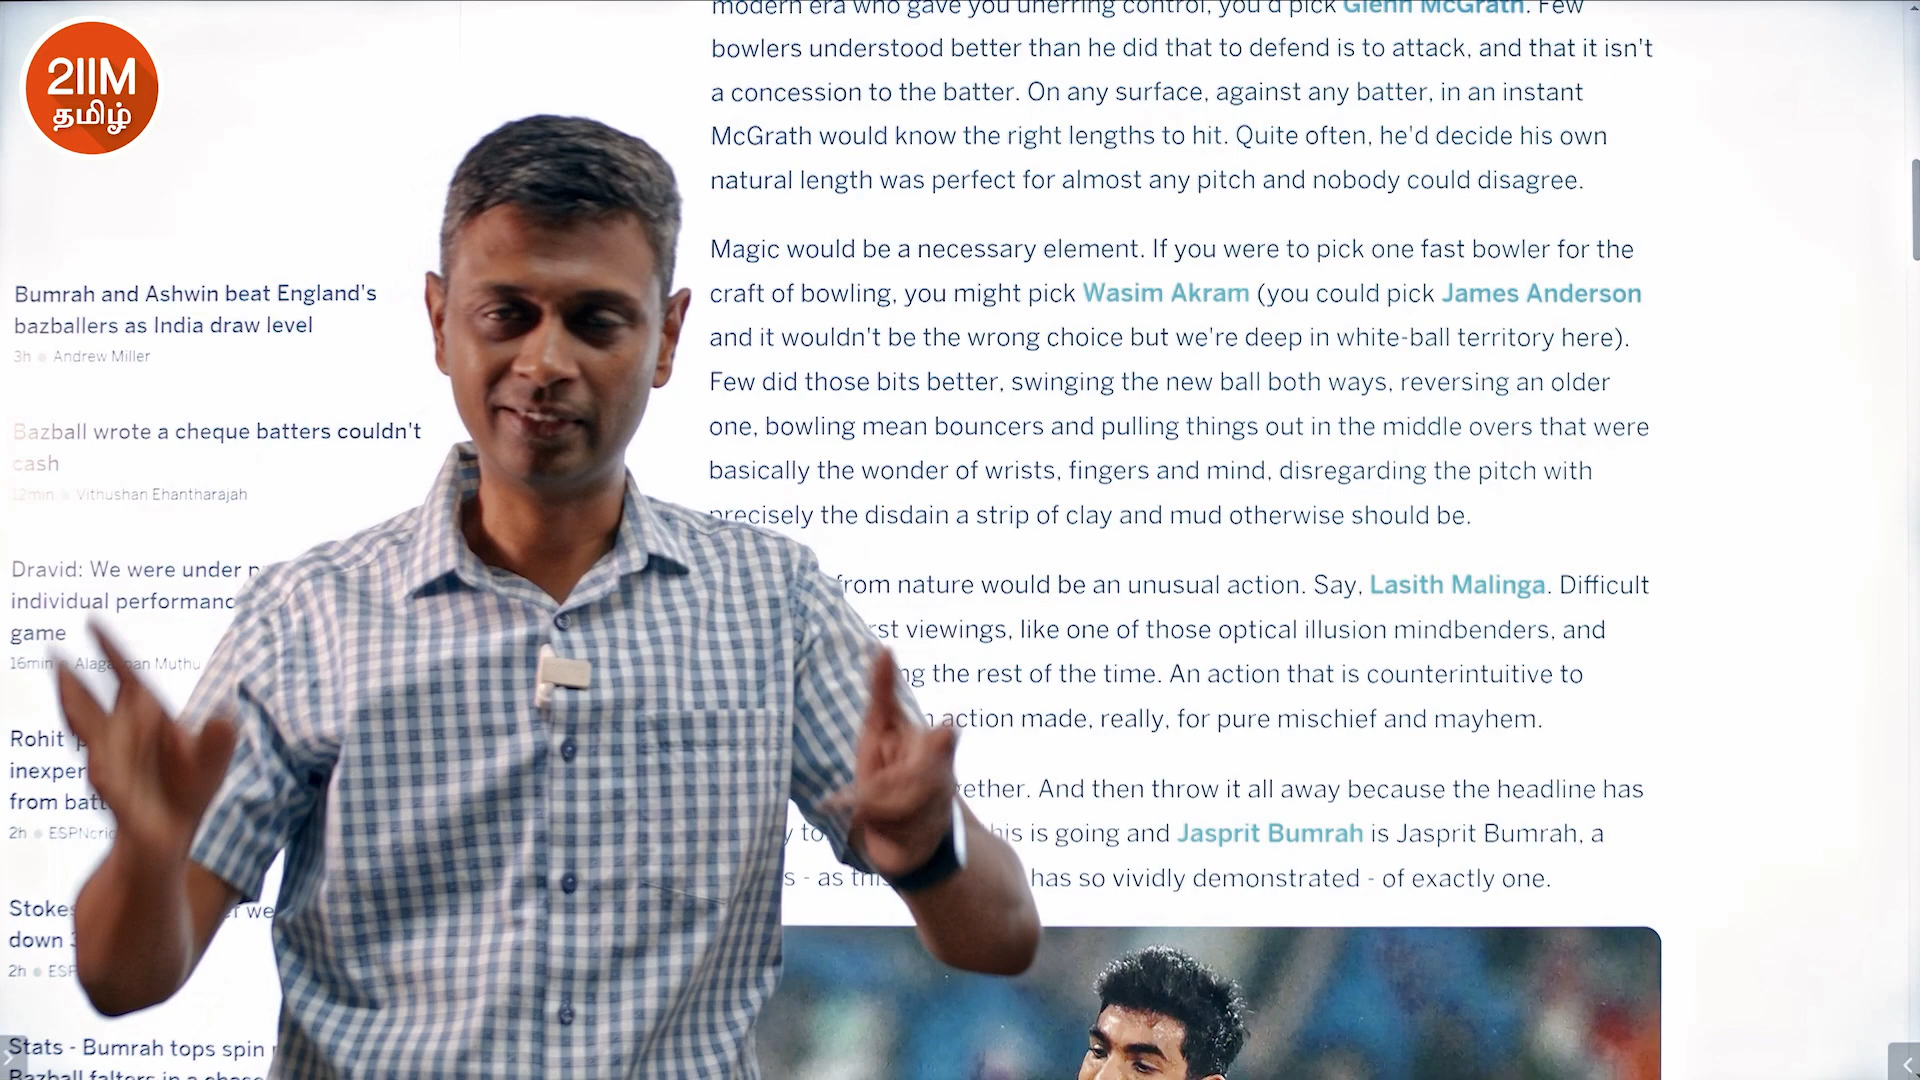 2IIM
தமிழ்
modern era who gave you unerring control, you'd pick Glenn McGrath. Few
bowlers understood better than he did that to defend is to attack, and that it isn't
a concession to the batter. On any surface, against any batter, in an instant
McGrath would know the right lengths to hit. Quite often, he'd decide his own
natural length was perfect for almost any pitch and nobody could disagree.
Magic would be a necessary element. If you were to pick one fast bowler for the
craft of bowling, you might pick Wasim Akram (you could pick James Anderson
and it wouldn't be the wrong choice but we're deep in white-ball territory here).
Few did those bits better, swinging the new ball both ways, reversing an older
one, bowling mean bouncers and pulling things out in the middle overs that were
basically the wonder of wrists, fingers and mind, disregarding the pitch with
precisely the disdain a strip of clay and mud otherwise should be.
from nature would be an unusual action. Say, Lasith Malinga. Difficult
viewings, like one of those optical illusion mindbenders, and
the rest of the time. An action that is counterintuitive to
action made, really, for pure mischief and mayhem.
And then throw it all away because the headline has
is going and Jasprit Bumrah is Jasprit Bumrah, a
- as has so vividly demonstrated - of exactly one.
Bumrah and Ashwin beat England's
bazballers as India draw level
3h Andrew Miller
Bazball wrote a cheque batters couldn't
cash
12min Vithushan Ehantharajah
Dravid: We were under
individual
game
16min Muthu
Rohit
from
2h
down
2h
Stats - Bumrah tops spin
Bazball falters in a